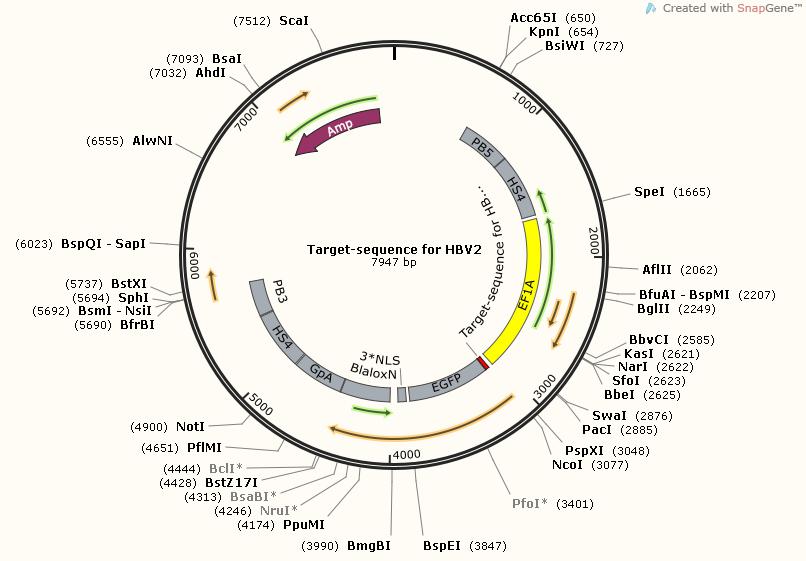 Created with SnapGene™
(7512) ScaI
Acc65I (650)
KpnI (654)
BsiWI (727)
(7093) BsaI
(7032) AhdI
7000
1000
Amp
PB5
HS4
(6555) AlwNI
SpeI (1665)
Target-sequence for HB...
(6023) BspQI - SapI
Target-sequence for HBV2
7947 bp
2000
6000
AflII (2062)
(5737) BstXI
(5694) SphI
(5692) BsmI - NsiI
(5690) BfrBI
PB3
EF1A
BfuAI - BspMI (2207)
BglII (2249)
BbvCI (2585)
KasI (2621)
NarI (2622)
SfoI (2623)
BbeI (2625)
HS4
GpA
3*NLS
BlaloxN
EGFP
5000
3000
SwaI (2876)
PacI (2885)
(4900) NotI
(4651) PflMI
PspXI (3048)
NcoI (3077)
4000
(4444) BclI*
(4428) BstZ17I
(4313) BsaBI*
(4246) NruI*
(4174) PpuMI
PfoI* (3401)
(3990) BmgBI
BspEI (3847)